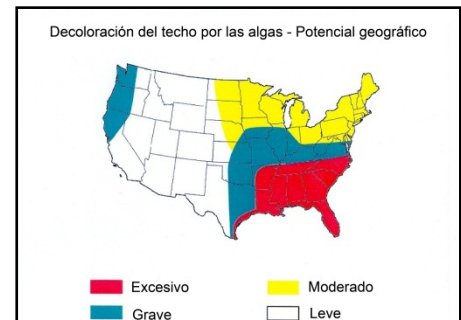 Decoloración del techo por las algas - Potencial geográfico
Excesivo
Moderado
Grave
Leve